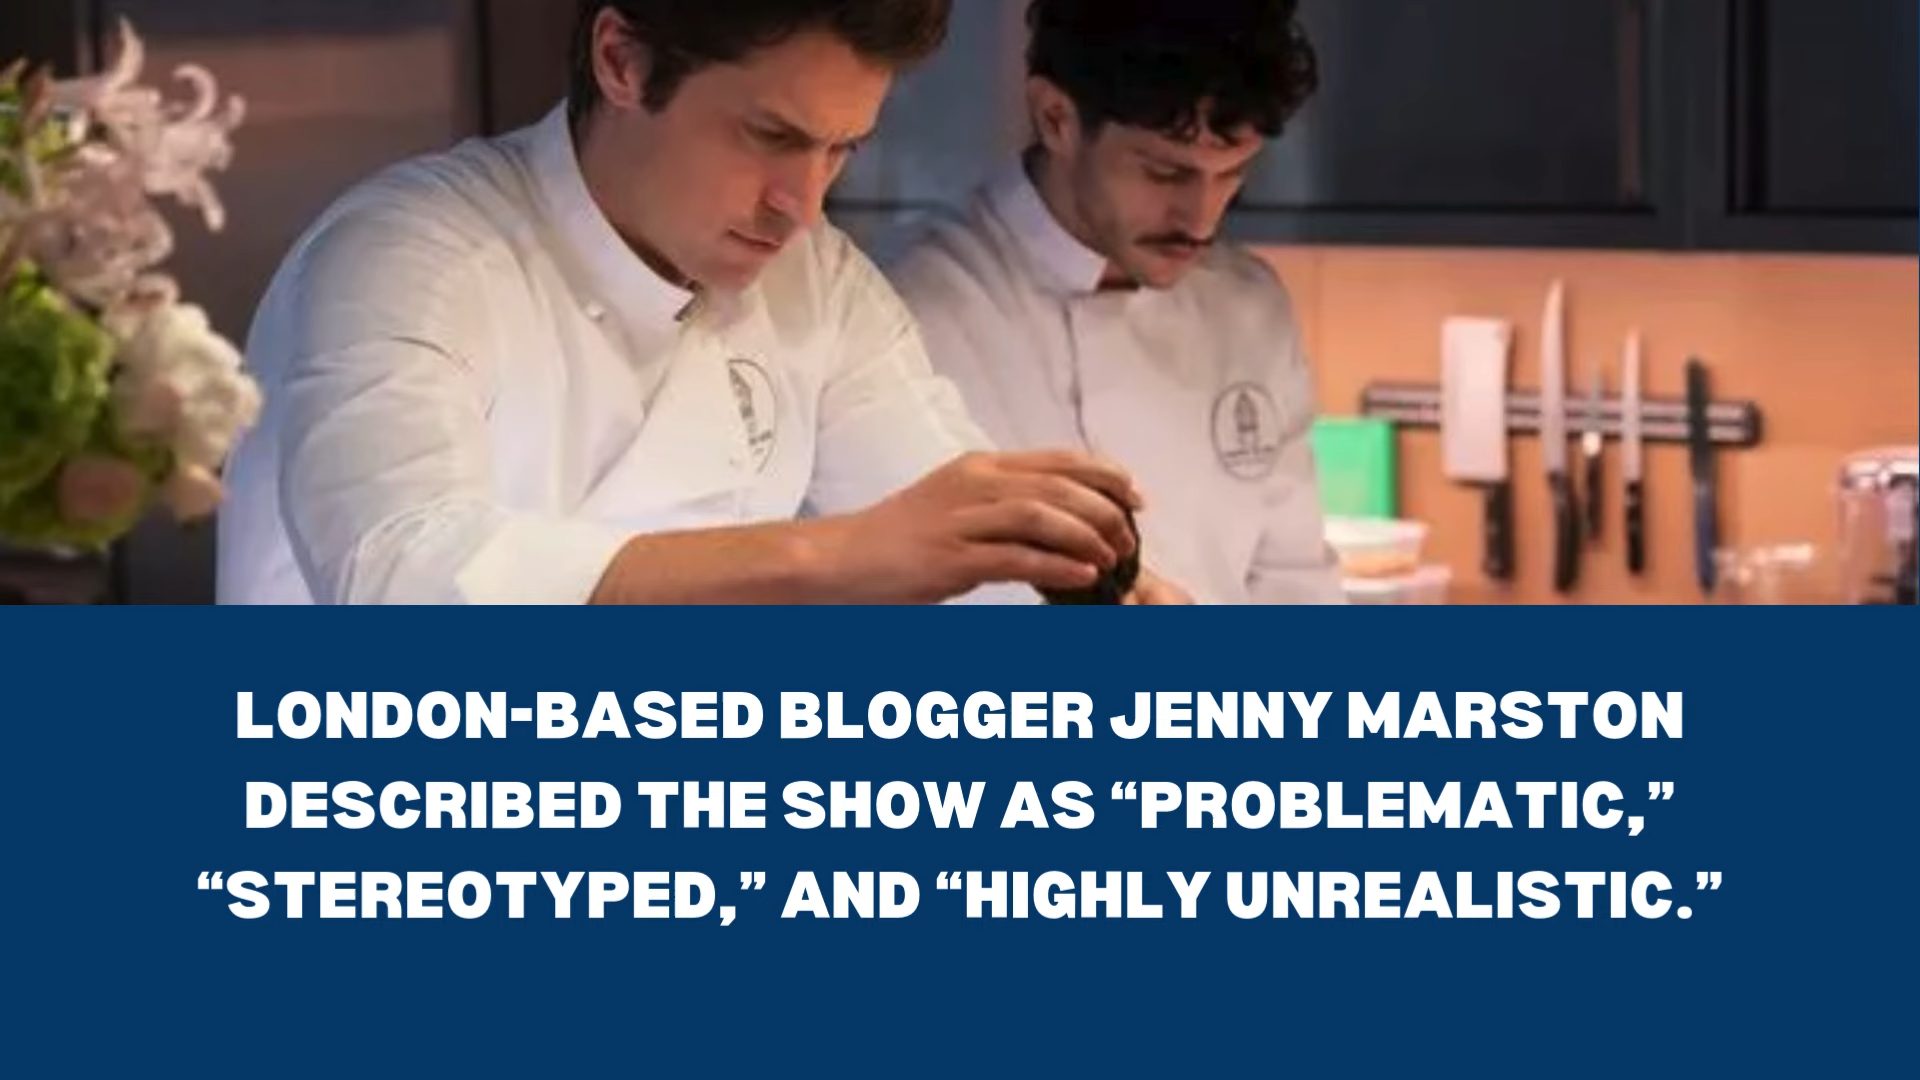 LONDON-BASED BLOGGER JENNY MARSTON
DESCRIBED THE SHOW AS “PROBLEMATIC,”
“STEREOTYPED,” AND “HIGHLY UNREALISTIC.”